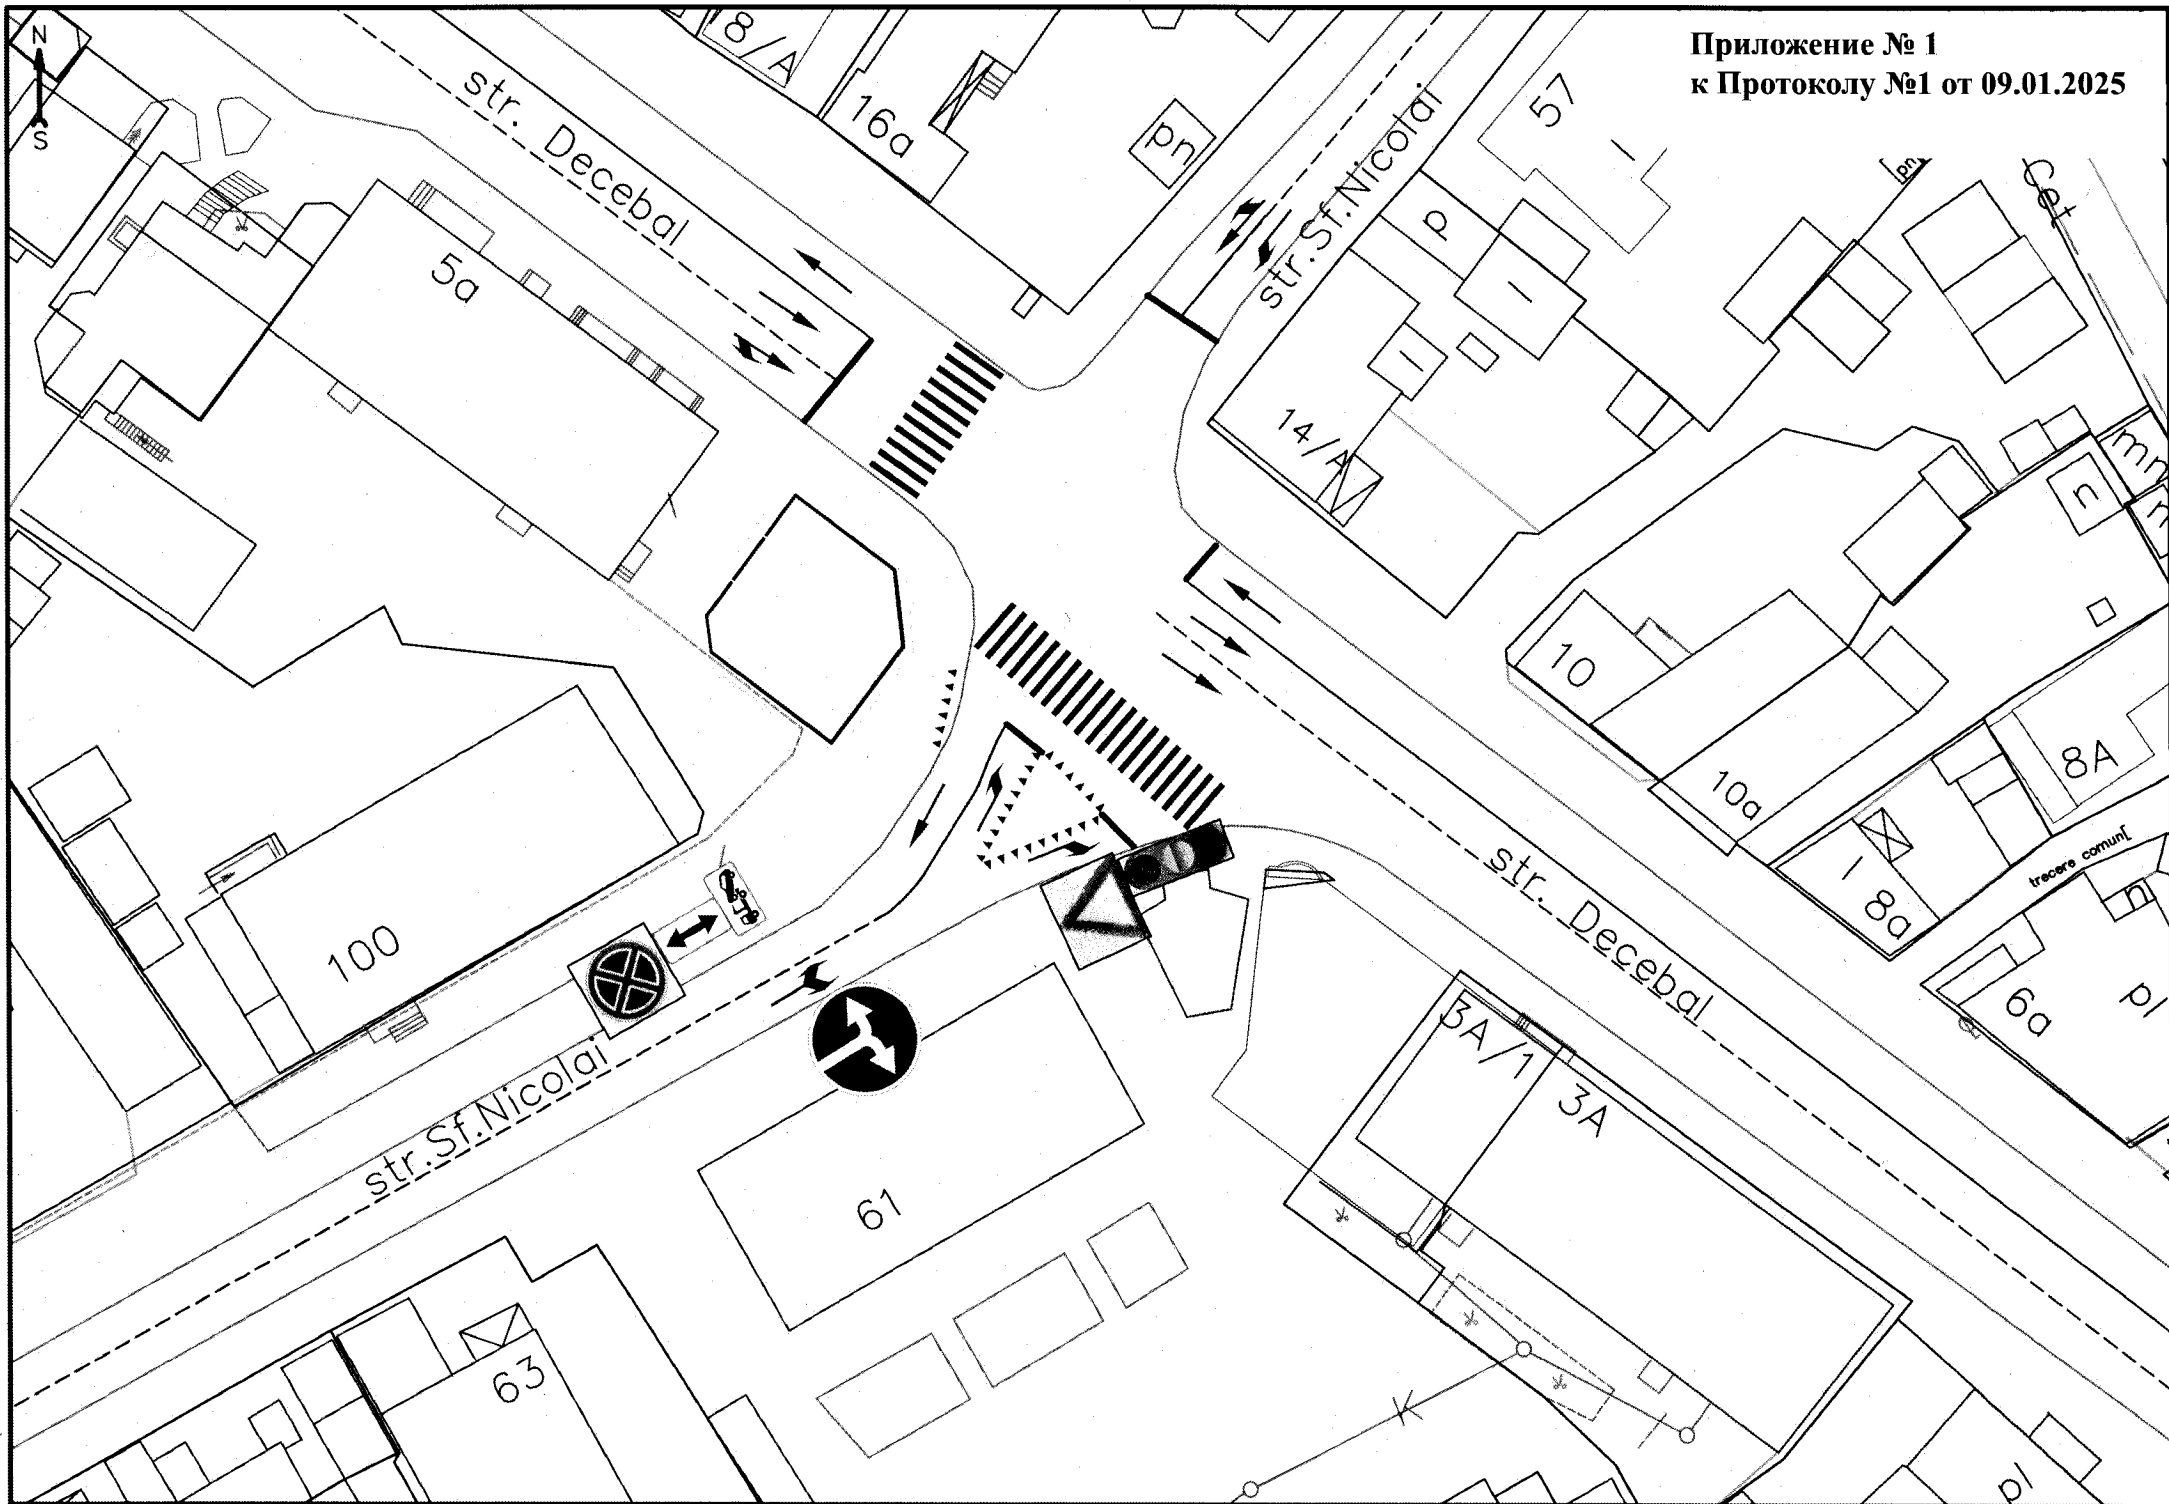 Приложение № 1
к Протоколу №1 от 09.01.2025
N
S
18/A
16a
pn
57
str. Decebal
str.Sf.Nicolai
p
pn
5a
14/A
n
10
10a
8A
8a
trecere comun[
n
6a
pl
100
str. Decebal
3A/1
3A
str.Sf.Nicolai
61
63
K
pl